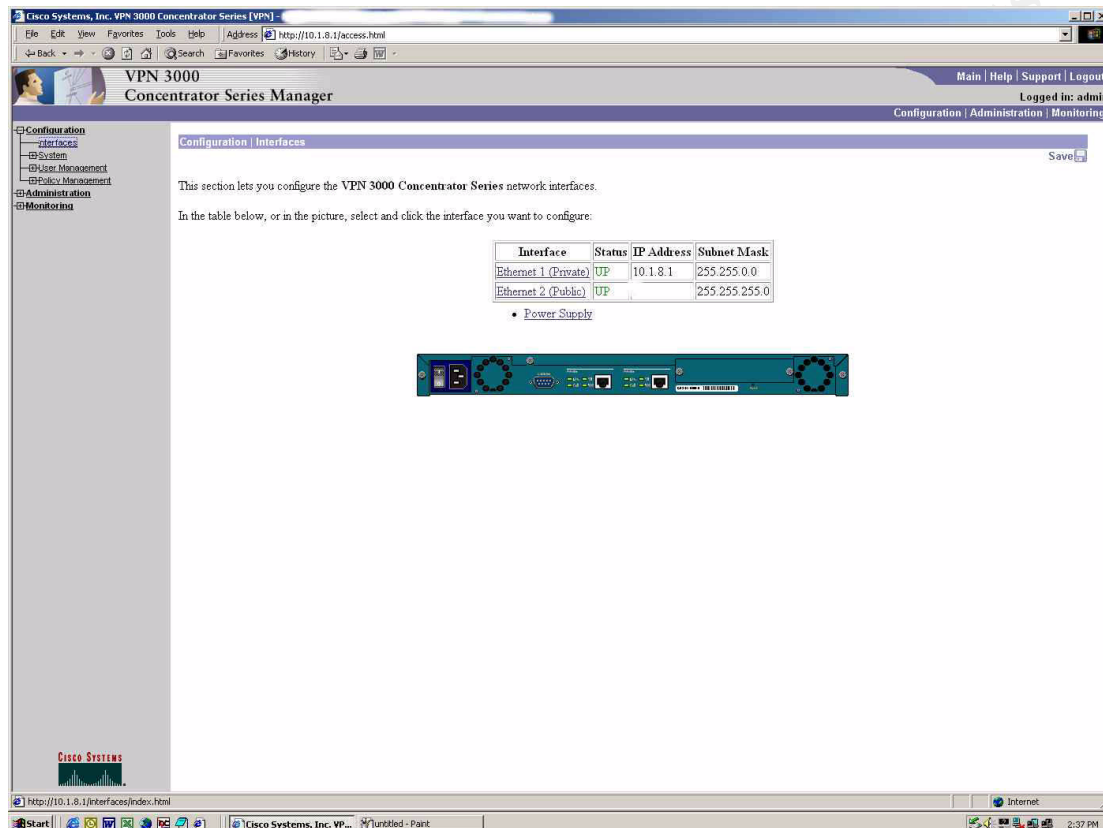 Cisco Systems, Inc. VPN 3000 Concentrator Series [VPN] -
File Edit View Favorites Tools Help Address http://10.1.8.1/access.html
Back Search Favorites History
VPN 3000
Concentrator Series Manager
Main | Help | Support | Logout
Logged in: admi
Configuration | Administration | Monitoring
Configuration
Interfaces
System
User Management
Policy Management
Administration
Monitoring
Configuration | Interfaces
Save
This section lets you configure the VPN 3000 Concentrator Series network interfaces.
In the table below, or in the picture, select and click the interface you want to configure:
Interface Status IP Address Subnet Mask
Ethernet 1 (Private) UP 10.1.8.1 255.255.0.0
Ethernet 2 (Public) UP 255.255.255.0
• Power Supply
CISCO SYSTEMS
http://10.1.8.1/interfaces/index.html
Internet
Start Cisco Systems, Inc. VP... untitled - Paint 2:37 PM